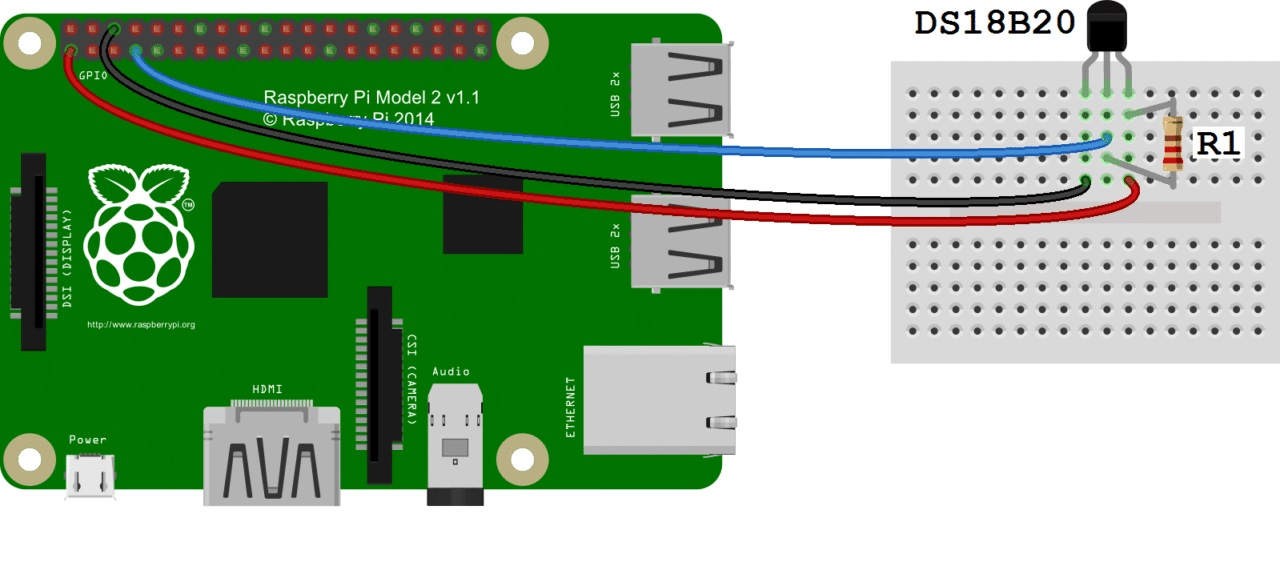 DS18B20
GPIO
Raspberry Pi Model 2 v1.1
© Raspberry Pi 2014
USB 2x
R1
TM
DSI (DISPLAY)
USB 2x
http://www.raspberrypi.org
CSI (CAMERA)
Audio
HDMI
ETHERNET
Power